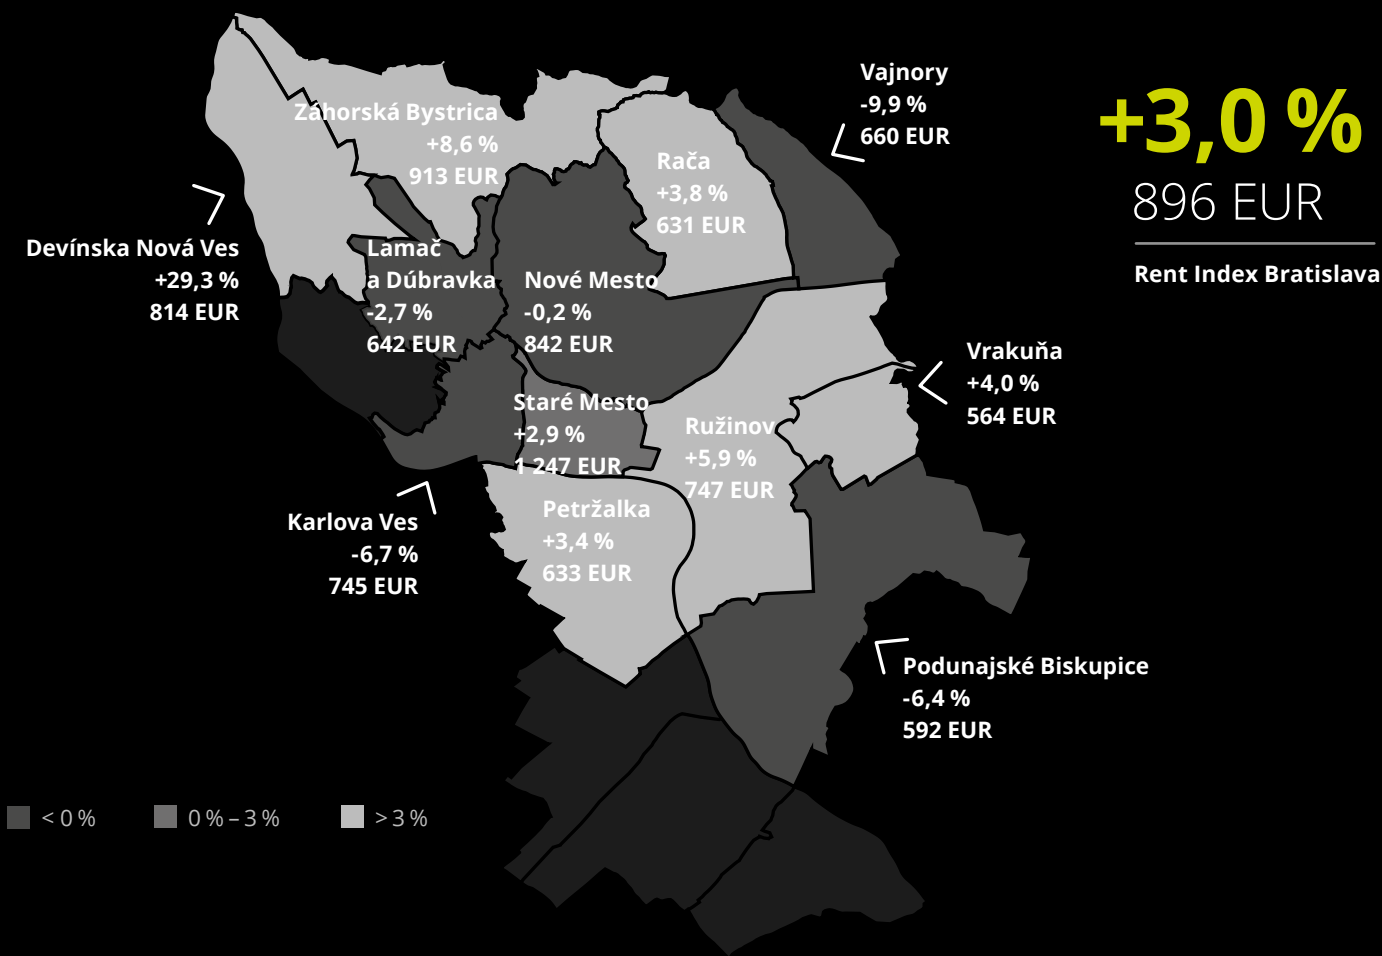 Vajnory
-9,9 %
660 EUR
+3,0 %
896 EUR
Rent Index Bratislava
Záhorská Bystrica
+8,6 %
913 EUR
Rača
+3,8 %
631 EUR
Devínska Nová Ves
+29,3 %
814 EUR
Lamač
a Dúbravka
-2,7 %
642 EUR
Nové Mesto
-0,2 %
842 EUR
Vrakuňa
+4,0 %
564 EUR
Staré Mesto
+2,9 %
1 247 EUR
Ružinov
+5,9 %
747 EUR
Karlova Ves
-6,7 %
745 EUR
Petržalka
+3,4 %
633 EUR
Podunajské Biskupice
-6,4 %
592 EUR
< 0 %
0 % – 3 %
> 3 %